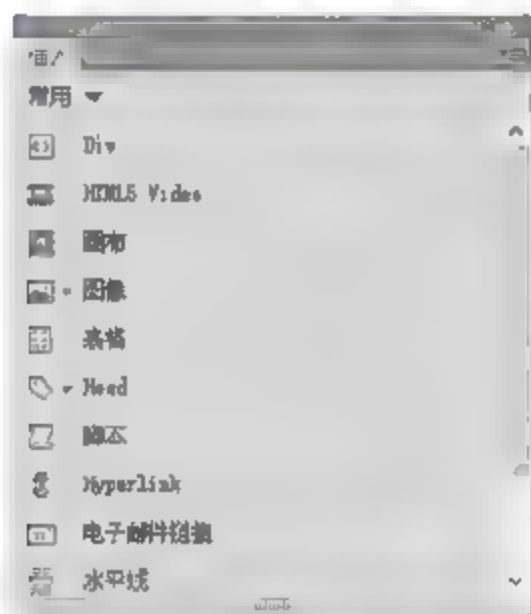 常用
Div
HTML5 Video
画布
图像
表格
Head
脚本
Hyperlink
电子邮件链接
水平线